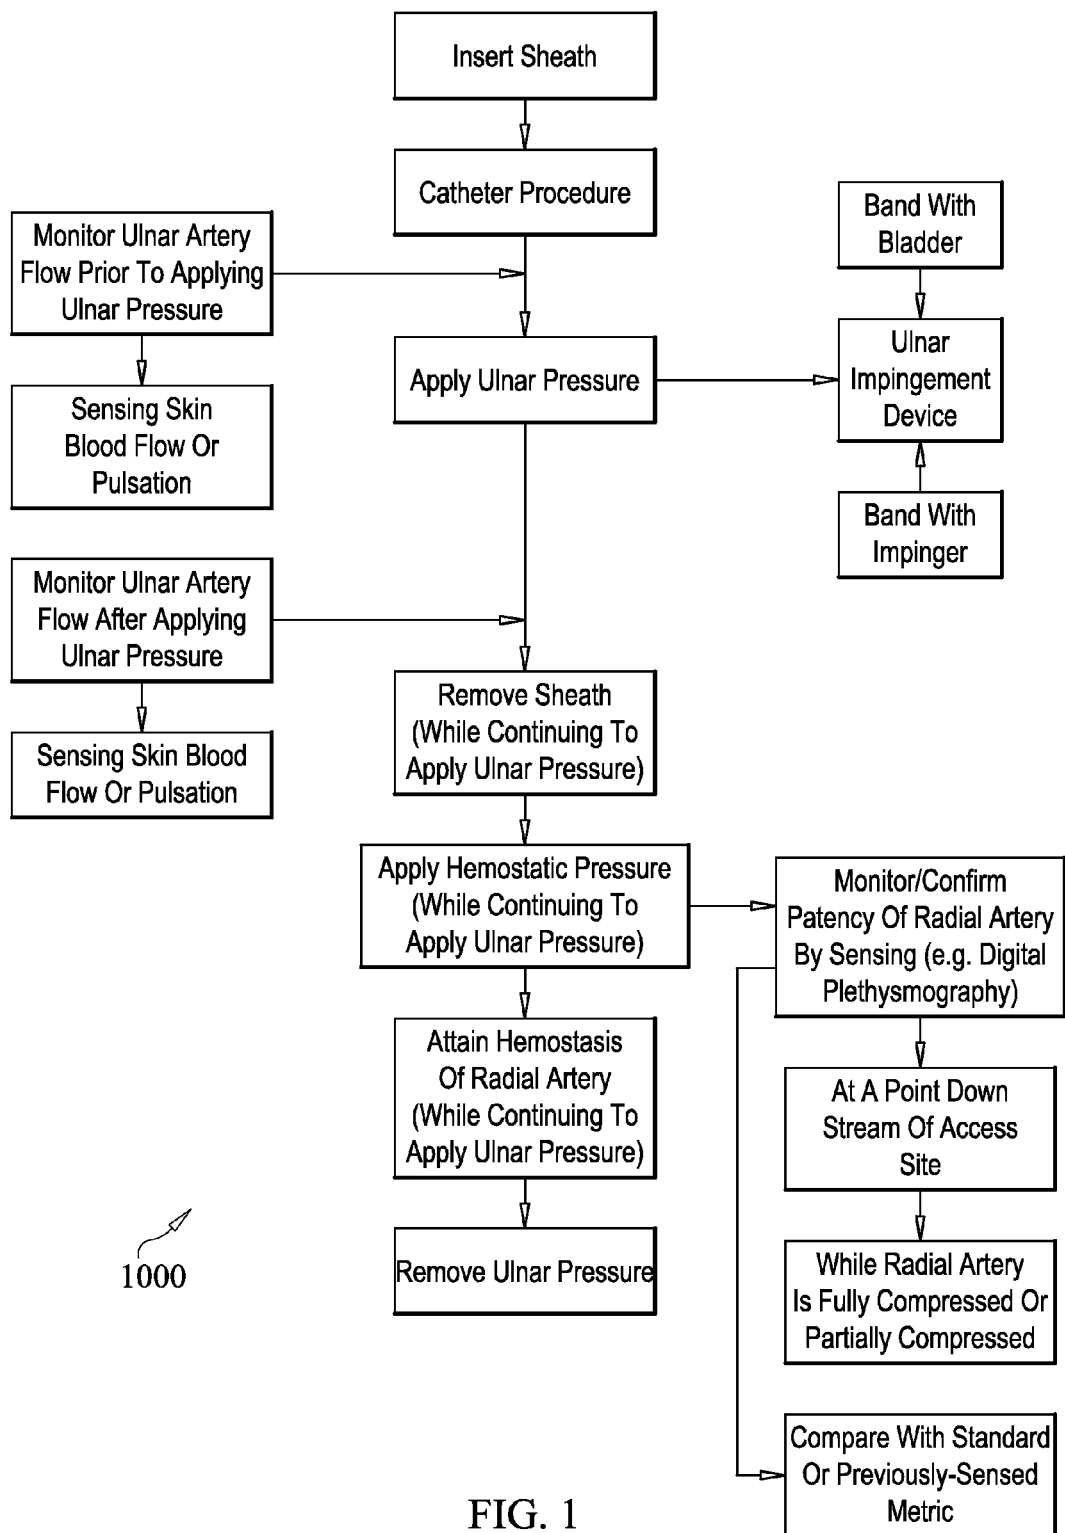 Insert Sheath
Catheter Procedure
Monitor Ulnar Artery
Flow Prior To Applying
Ulnar Pressure
Band With
Bladder
Apply Ulnar Pressure
Ulnar
Impingement
Device
Sensing Skin
Blood Flow Or
Pulsation
Band With
Impinger
Monitor Ulnar Artery
Flow After Applying
Ulnar Pressure
Remove Sheath
(While Continuing To
Apply Ulnar Pressure)
Sensing Skin Blood
Flow Or Pulsation
Apply Hemostatic Pressure
(While Continuing To
Apply Ulnar Pressure)
Monitor/Confirm
Patency Of Radial Artery
By Sensing (e.g. Digital
Plethysmography)
Attain Hemostasis
Of Radial Artery
(While Continuing To
Apply Ulnar Pressure)
At A Point Down
Stream Of Access
Site
Remove Ulnar Pressure
While Radial Artery
Is Fully Compressed Or
Partially Compressed
1000
Compare With Standard
Or Previously-Sensed
Metric
FIG. 1